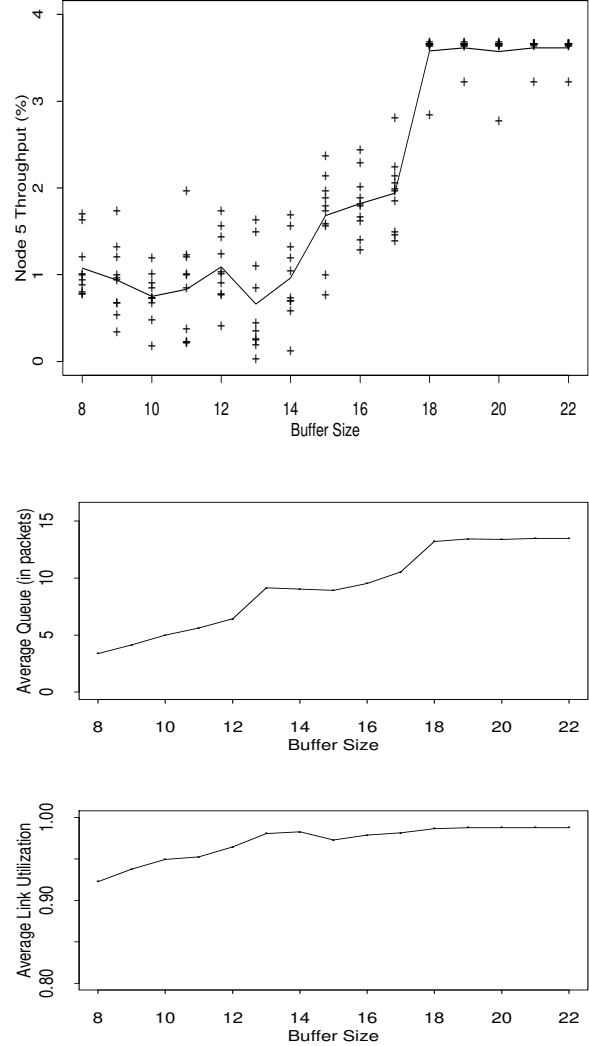 Node 5 Throughput (%)
4
3
2
1
0
8 10 12 14 16 18 20 22
Buffer Size
Average Queue (in packets)
15
10
5
0
8 10 12 14 16 18 20 22
Buffer Size
Average Link Utilization
1.00
0.90
0.80
8 10 12 14 16 18 20 22
Buffer Size